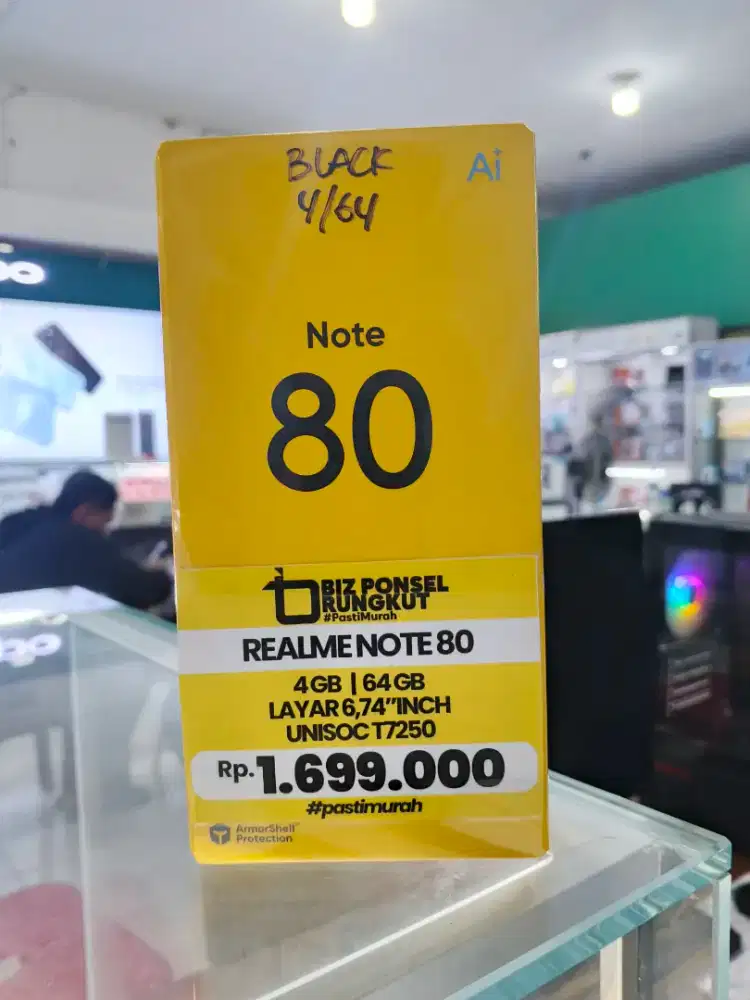 BLACK
Ai
4/64
Note
80
BIZ PONSEL
RUNGKUT
#PastiMurah
REALME NOTE 80
4GB | 64GB
LAYAR 6,74"INCH
UNISOC T7250
Rp.1.699.000
#pastimurah
ArmorShell™
Protection